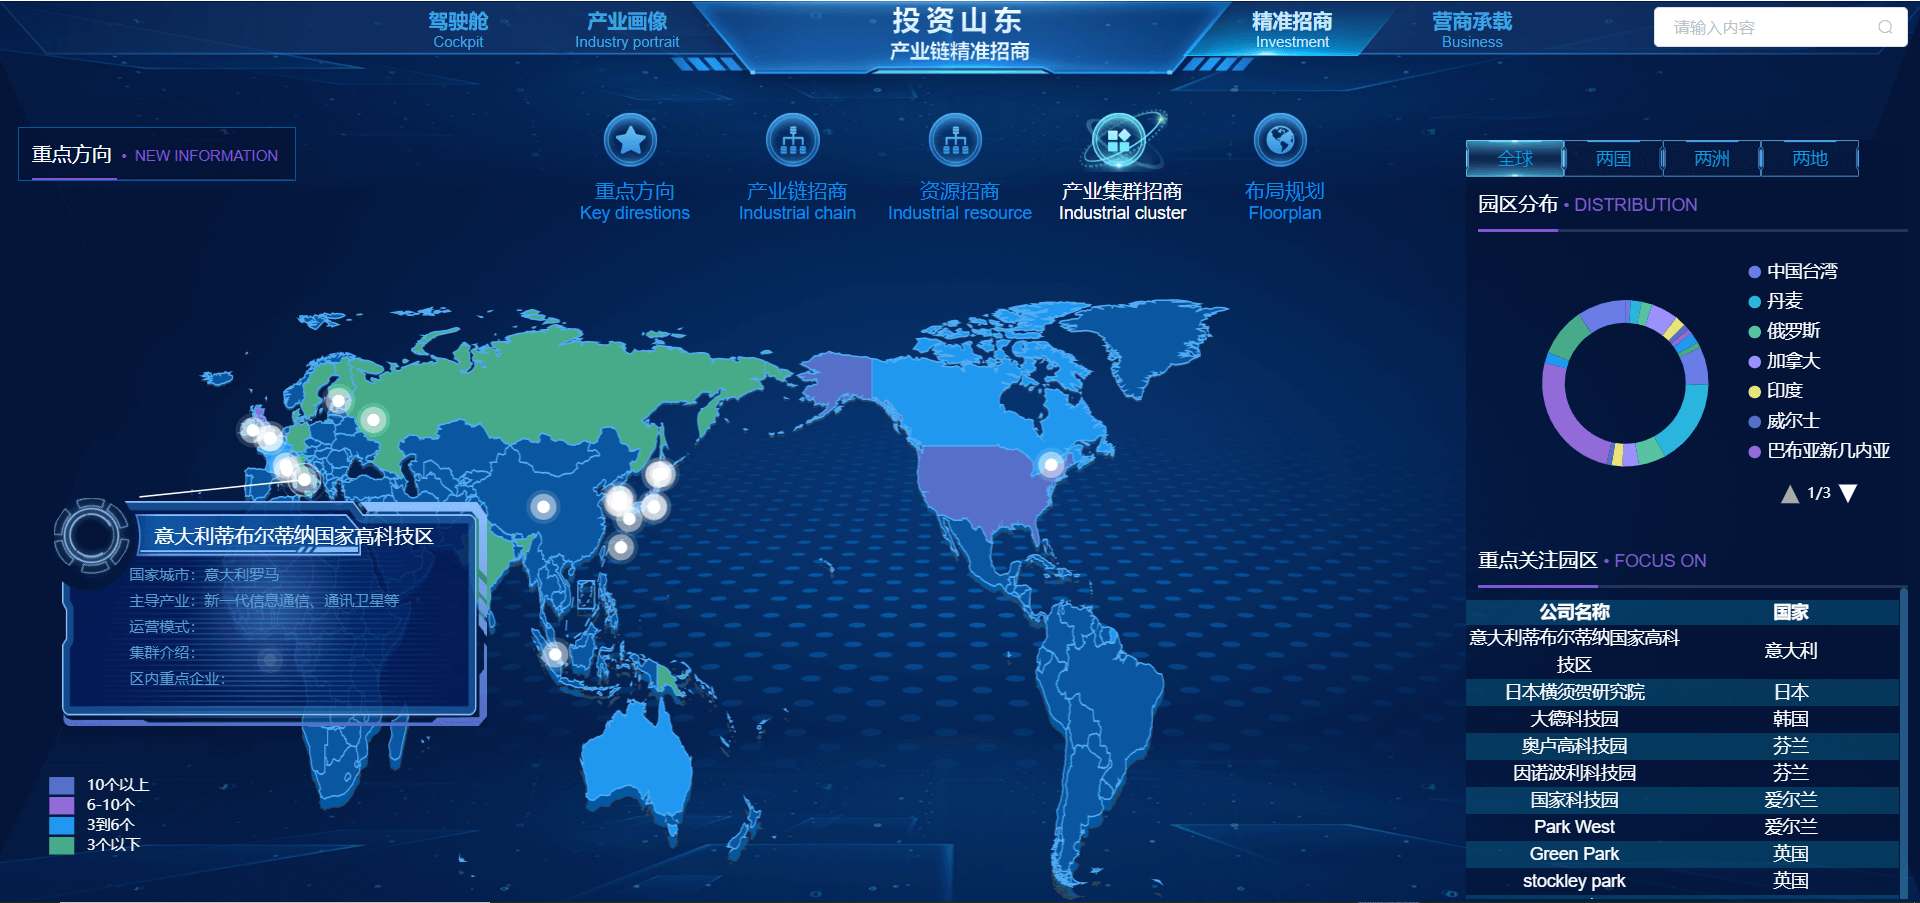 驾驶舱
Cockpit
产业画像
Industry portrait
投资山东
产业链精准招商
精准招商
Investment
营商承载
Business
请输入内容
重点方向 • NEW INFORMATION
重点方向
Key direstions
产业链招商
Industrial chain
资源招商
Industrial resource
产业集群招商
Industrial cluster
布局规划
Floorplan
全球 两国 两洲 两地
园区分布 • DISTRIBUTION
中国台湾
丹麦
俄罗斯
加拿大
印度
威尔士
巴布亚新几内亚
1/3
意大利蒂布尔蒂纳国家高科技区
国家城市：意大利罗马
主导产业：新一代信息通信、通讯卫星等
运营模式：
集群介绍：
区内重点企业：
10个以上
6-10个
3到6个
3个以下
重点关注园区 • FOCUS ON
公司名称 国家
意大利蒂布尔蒂纳国家高科
技区 意大利
日本横须贺研究院 日本
大德科技园 韩国
奥卢高科技园 芬兰
因诺波利科技园 芬兰
国家科技园 爱尔兰
Park West 爱尔兰
Green Park 英国
stockley park 英国